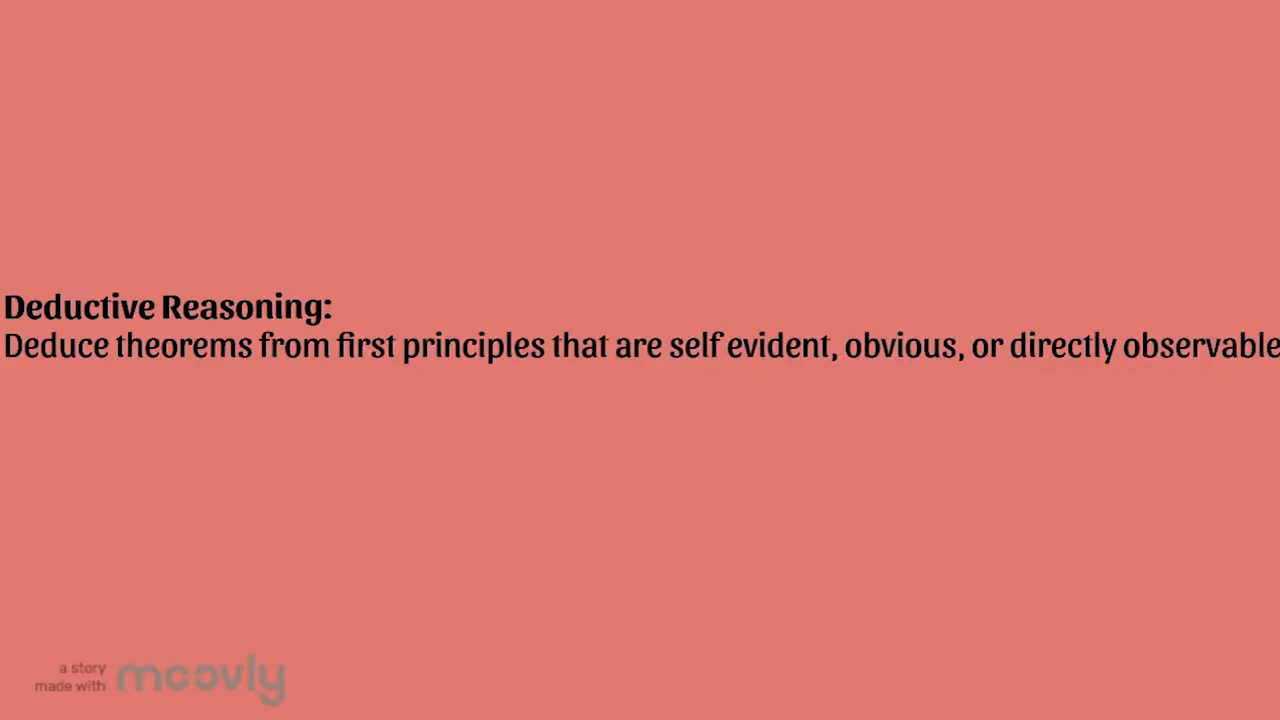 Deductive Reasoning:
Deduce theorems from first principles that are self evident, obvious, or directly observable
a story
made with
moovly